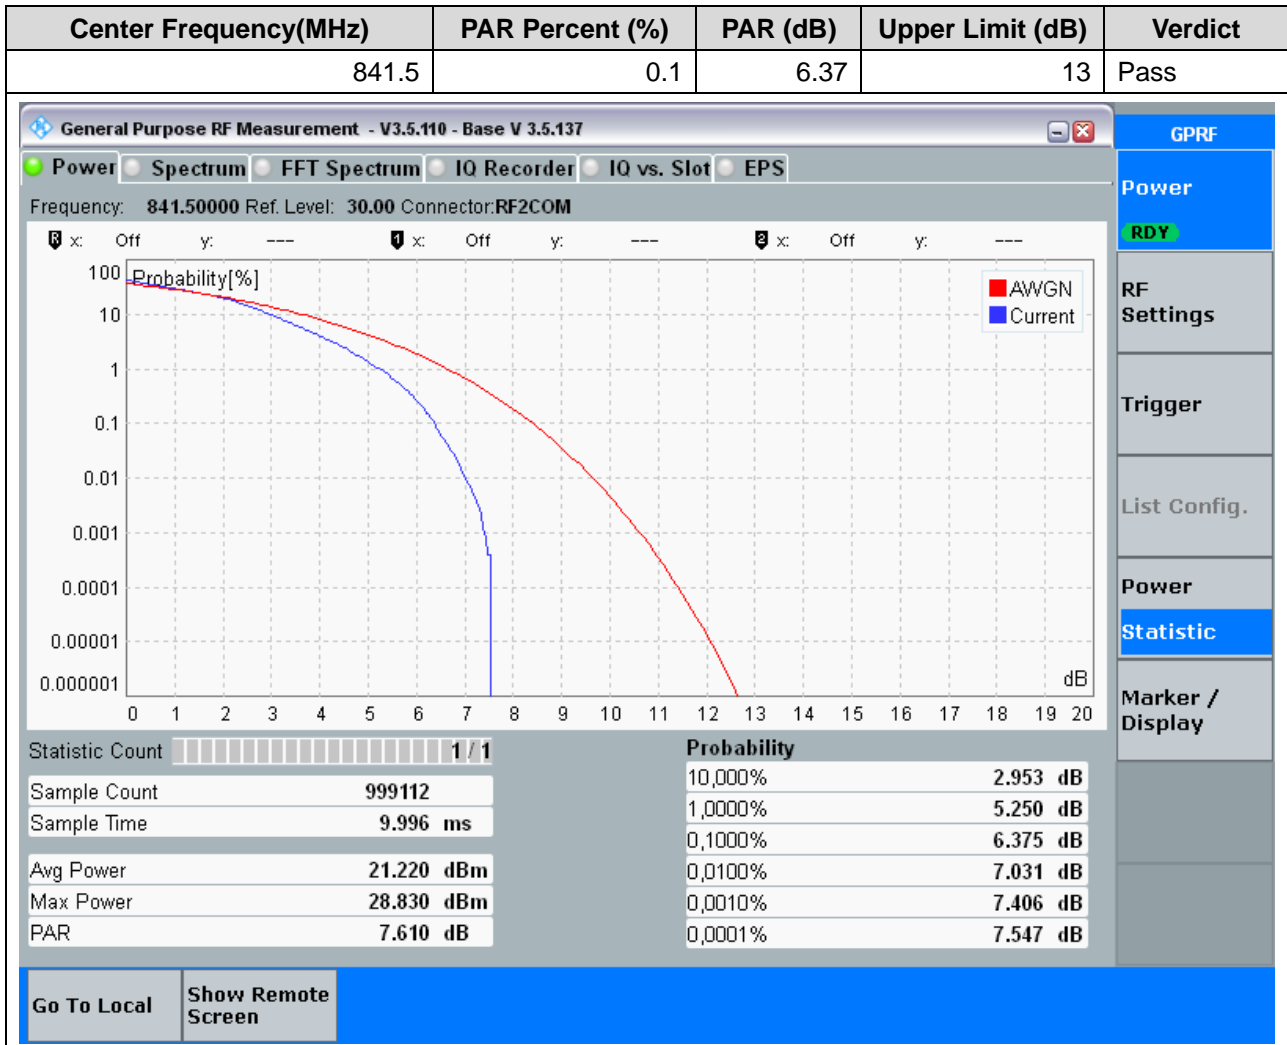 Center Frequency(MHz) PAR Percent (%) PAR (dB) Upper Limit (dB) Verdict
841.5 0.1 6.37 13 Pass
General Purpose RF Measurement - V3.5.110 - Base V 3.5.137
GPRF
Power Spectrum FFT Spectrum IQ Recorder IQ vs. Slot EPS
Power
RDY
Frequency: 841.50000 Ref. Level: 30.00 Connector:RF2COM
R x: Off y: --- 1 x: Off y: --- 2 x: Off y: ---
Probability[%]
AWGN
Current
100
10
1
0.1
0.01
0.001
0.0001
0.00001
0.000001
dB
0 1 2 3 4 5 6 7 8 9 10 11 12 13 14 15 16 17 18 19 20
RF
Settings
Trigger
List Config.
Power
Statistic
Marker /
Display
Statistic Count 1 / 1
Sample Count 999112
Sample Time 9.996 ms
Avg Power 21.220 dBm
Max Power 28.830 dBm
PAR 7.610 dB
Probability
10,000% 2.953 dB
1,0000% 5.250 dB
0,1000% 6.375 dB
0,0100% 7.031 dB
0,0010% 7.406 dB
0,0001% 7.547 dB
Go To Local
Show Remote
Screen